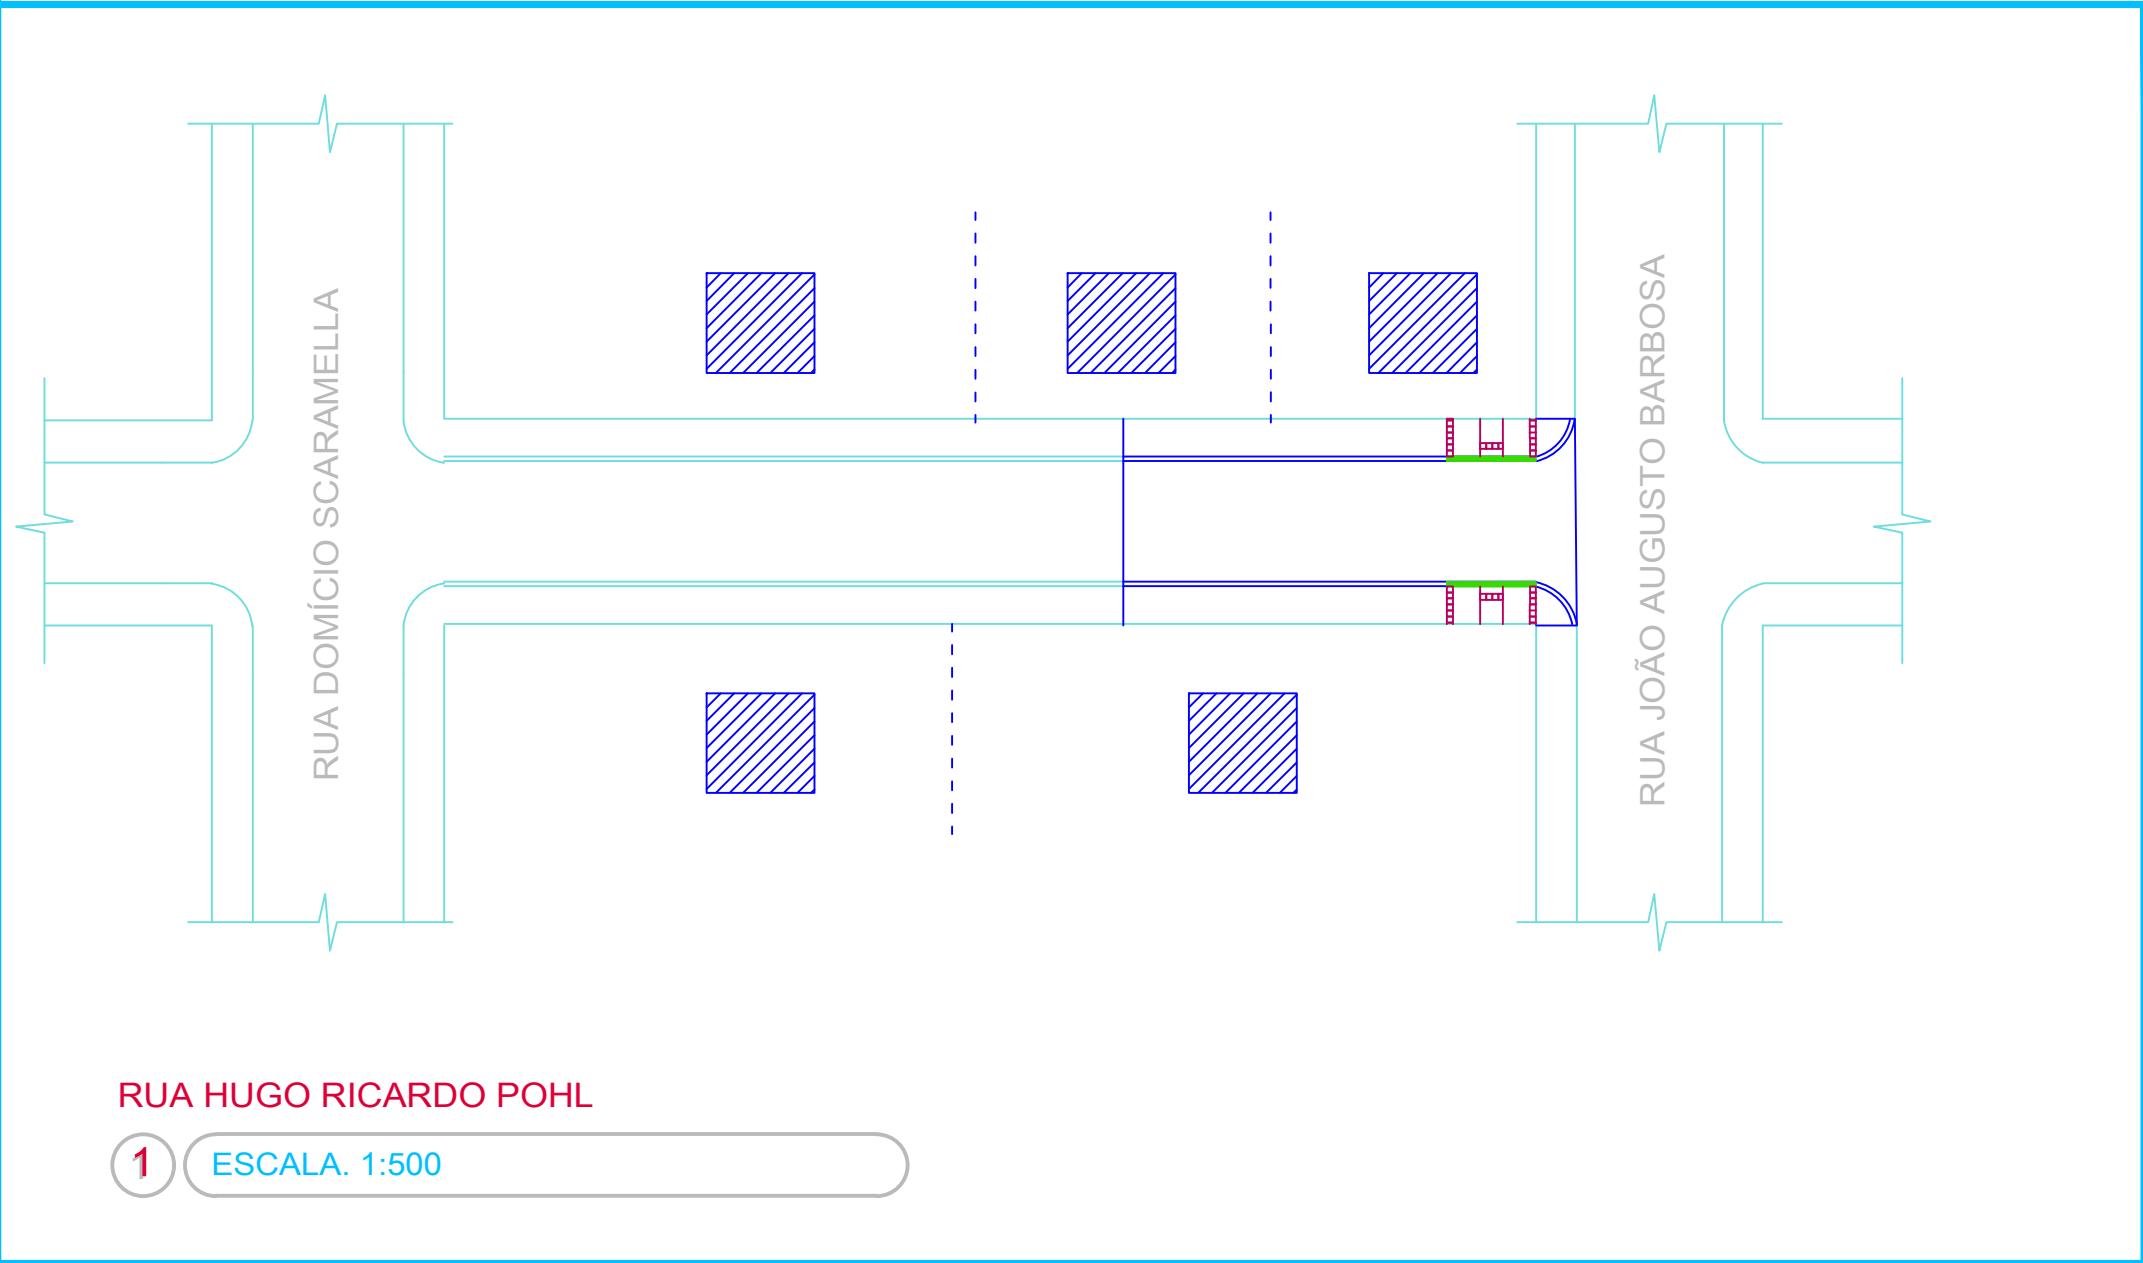 RUA DOMÍCIO SCARAMELLA
RUA JOÃO AUGUSTO BARBOSA
RUA HUGO RICARDO POHL
1
ESCALA. 1:500